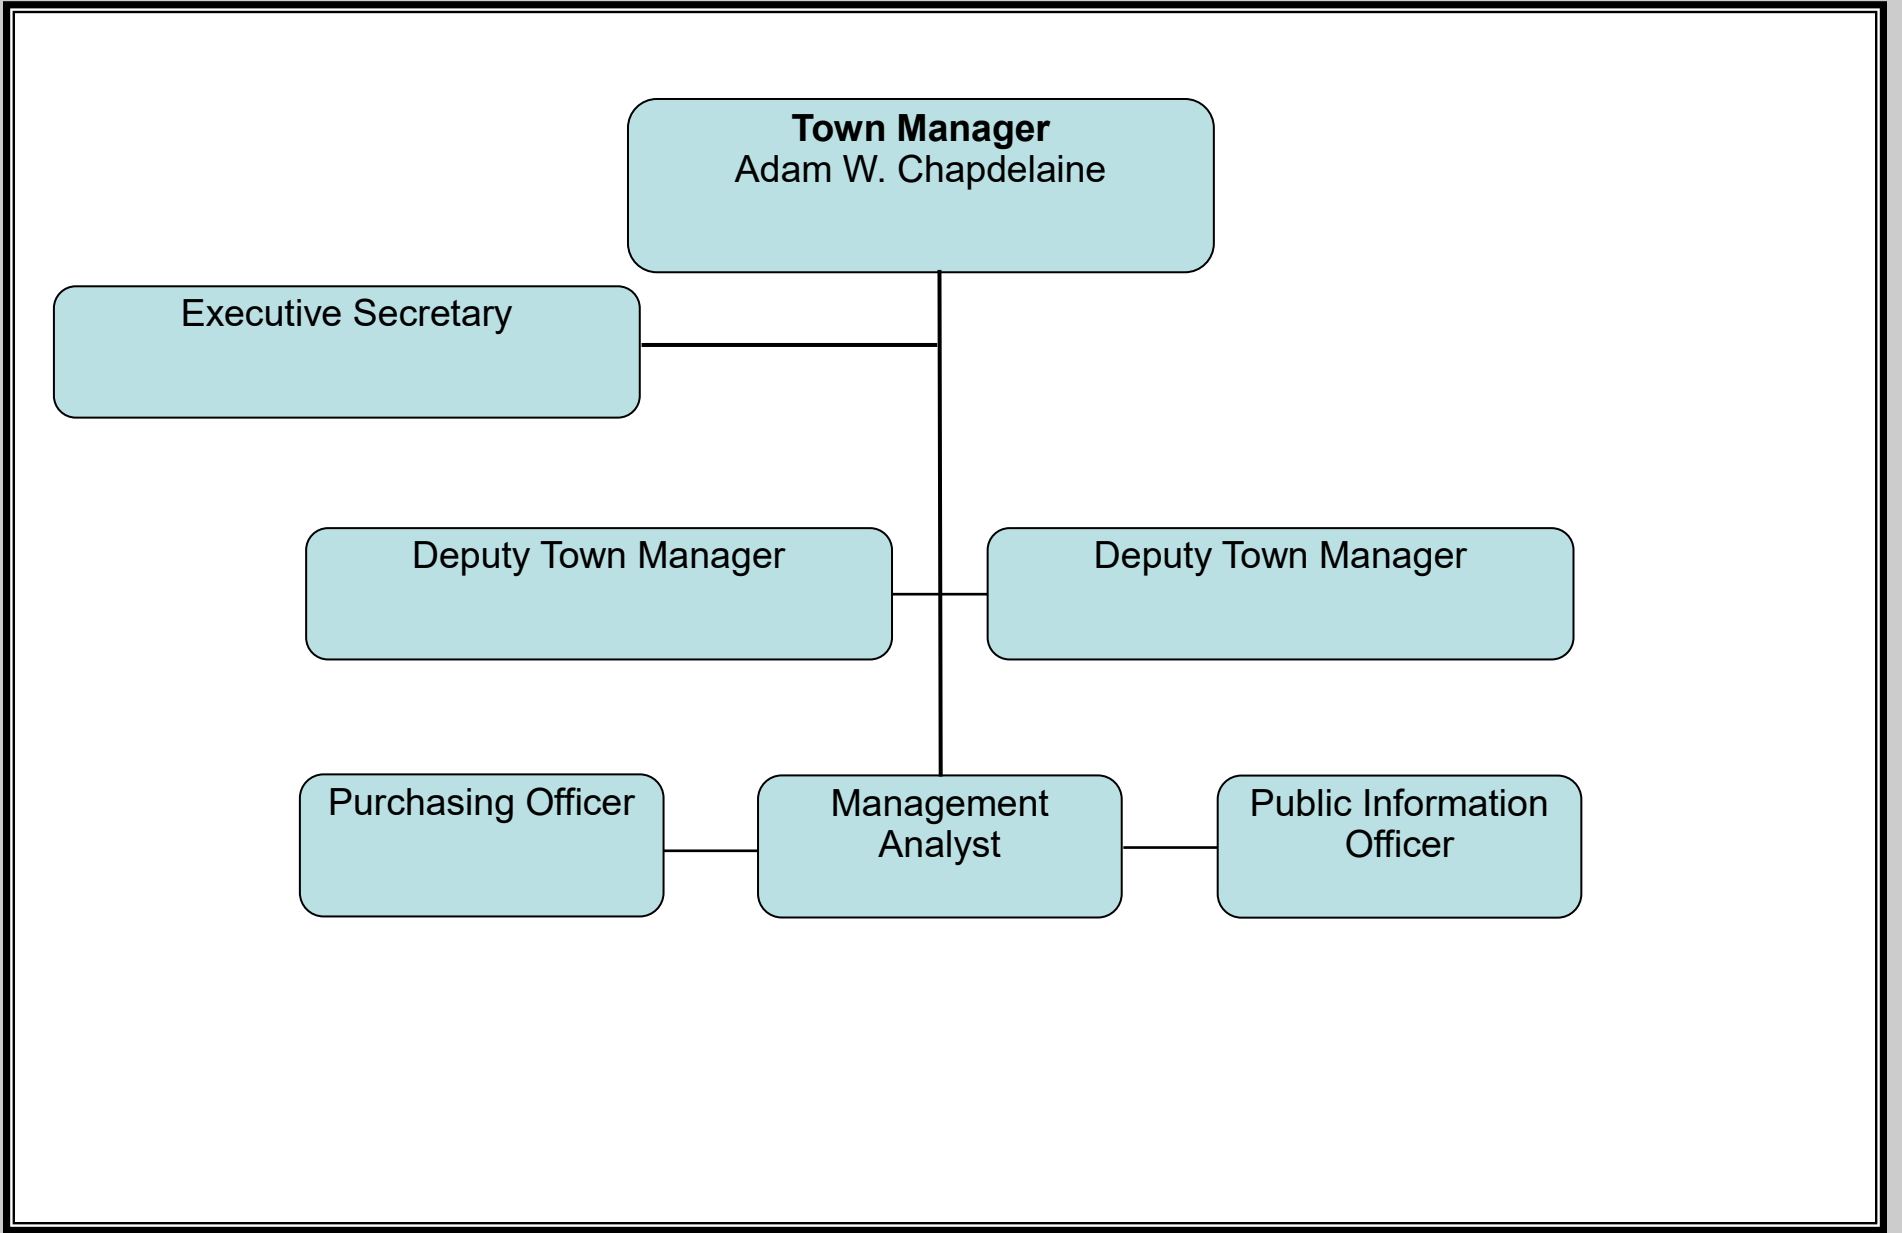 Town Manager
Adam W. Chapdelaine
Executive Secretary
Deputy Town Manager
Deputy Town Manager
Purchasing Officer
Management
Analyst
Public Information
Officer